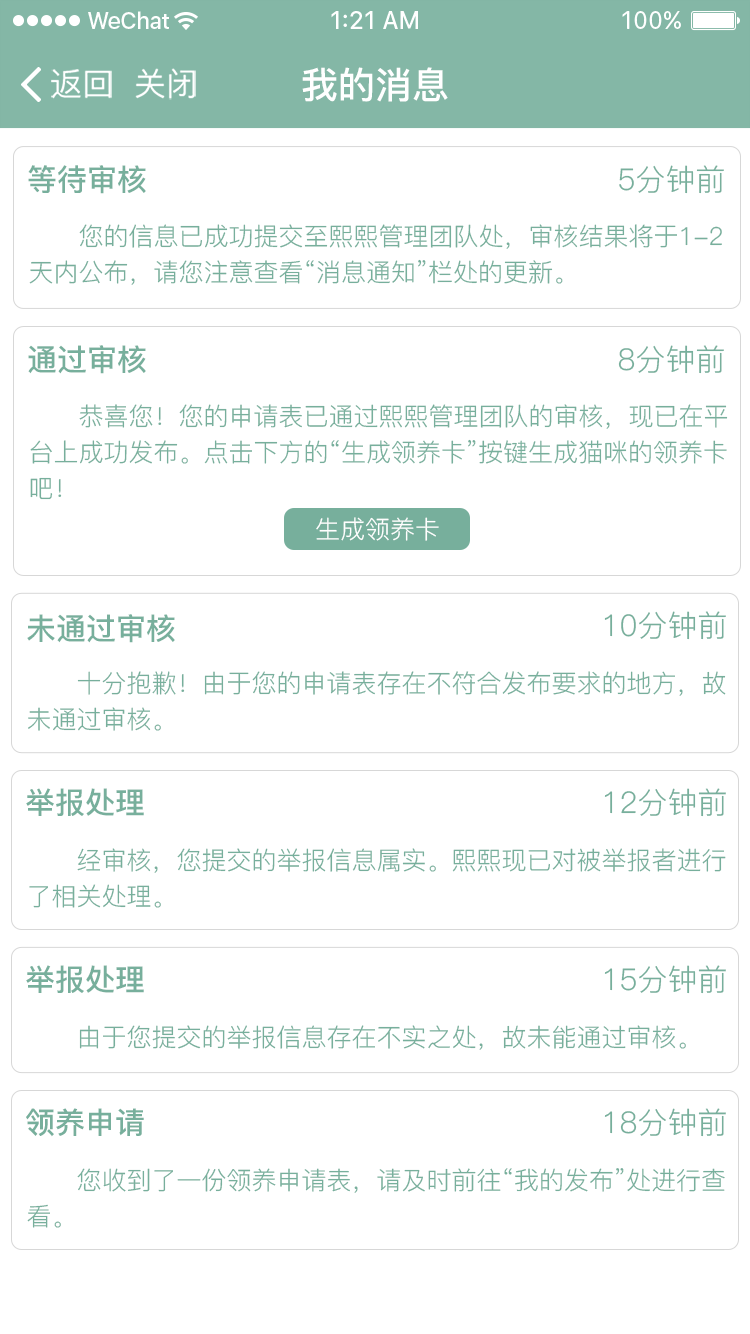 WeChat 1:21 AM 100%
返回 关闭 我的消息
等待审核 5分钟前
您的信息已成功提交至熙熙管理团队处，审核结果将于1-2
天内公布，请您注意查看“消息通知”栏处的更新。
通过审核 8分钟前
恭喜您！您的申请表已通过熙熙管理团队的审核，现已在平
台上成功发布。点击下方的“生成领养卡”按键生成猫咪的领养卡
吧！
生成领养卡
未通过审核 10分钟前
十分抱歉！由于您的申请表存在不符合发布要求的地方，故
未通过审核。
举报处理 12分钟前
经审核，您提交的举报信息属实。熙熙现已对被举报者进行
了相关处理。
举报处理 15分钟前
由于您提交的举报信息存在不实之处，故未能通过审核。
领养申请 18分钟前
您收到了一份领养申请表，请及时前往“我的发布”处进行查
看。